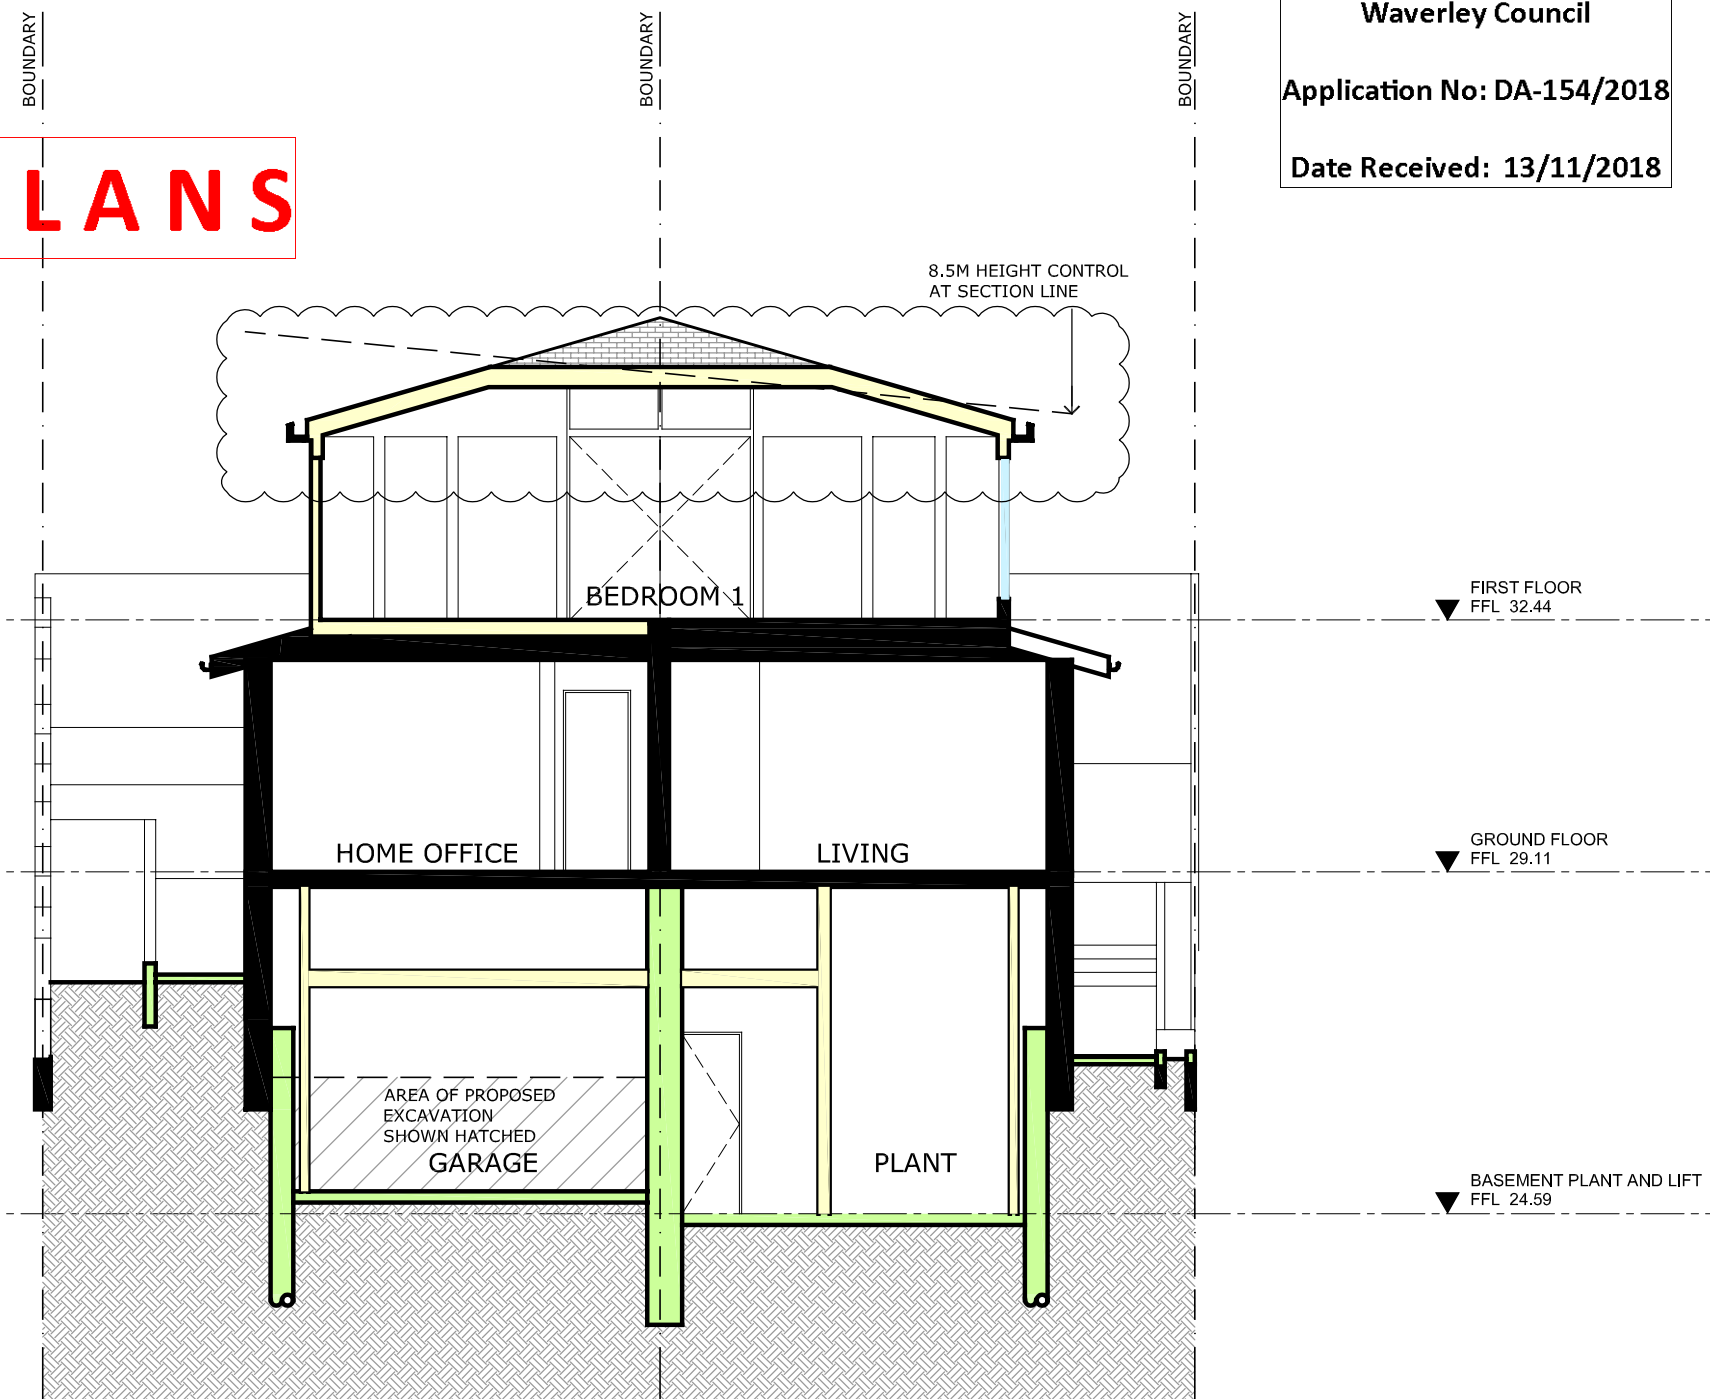 BOUNDARY
BOUNDARY
BOUNDARY
Waverley Council
Application No: DA-154/2018
Date Received: 13/11/2018
LANS
8.5M HEIGHT CONTROL
AT SECTION LINE
BEDROOM 1
FIRST FLOOR
FFL 32.44
HOME OFFICE
LIVING
GROUND FLOOR
FFL 29.11
AREA OF PROPOSED
EXCAVATION
SHOWN HATCHED
GARAGE
PLANT
BASEMENT PLANT AND LIFT
FFL 24.59